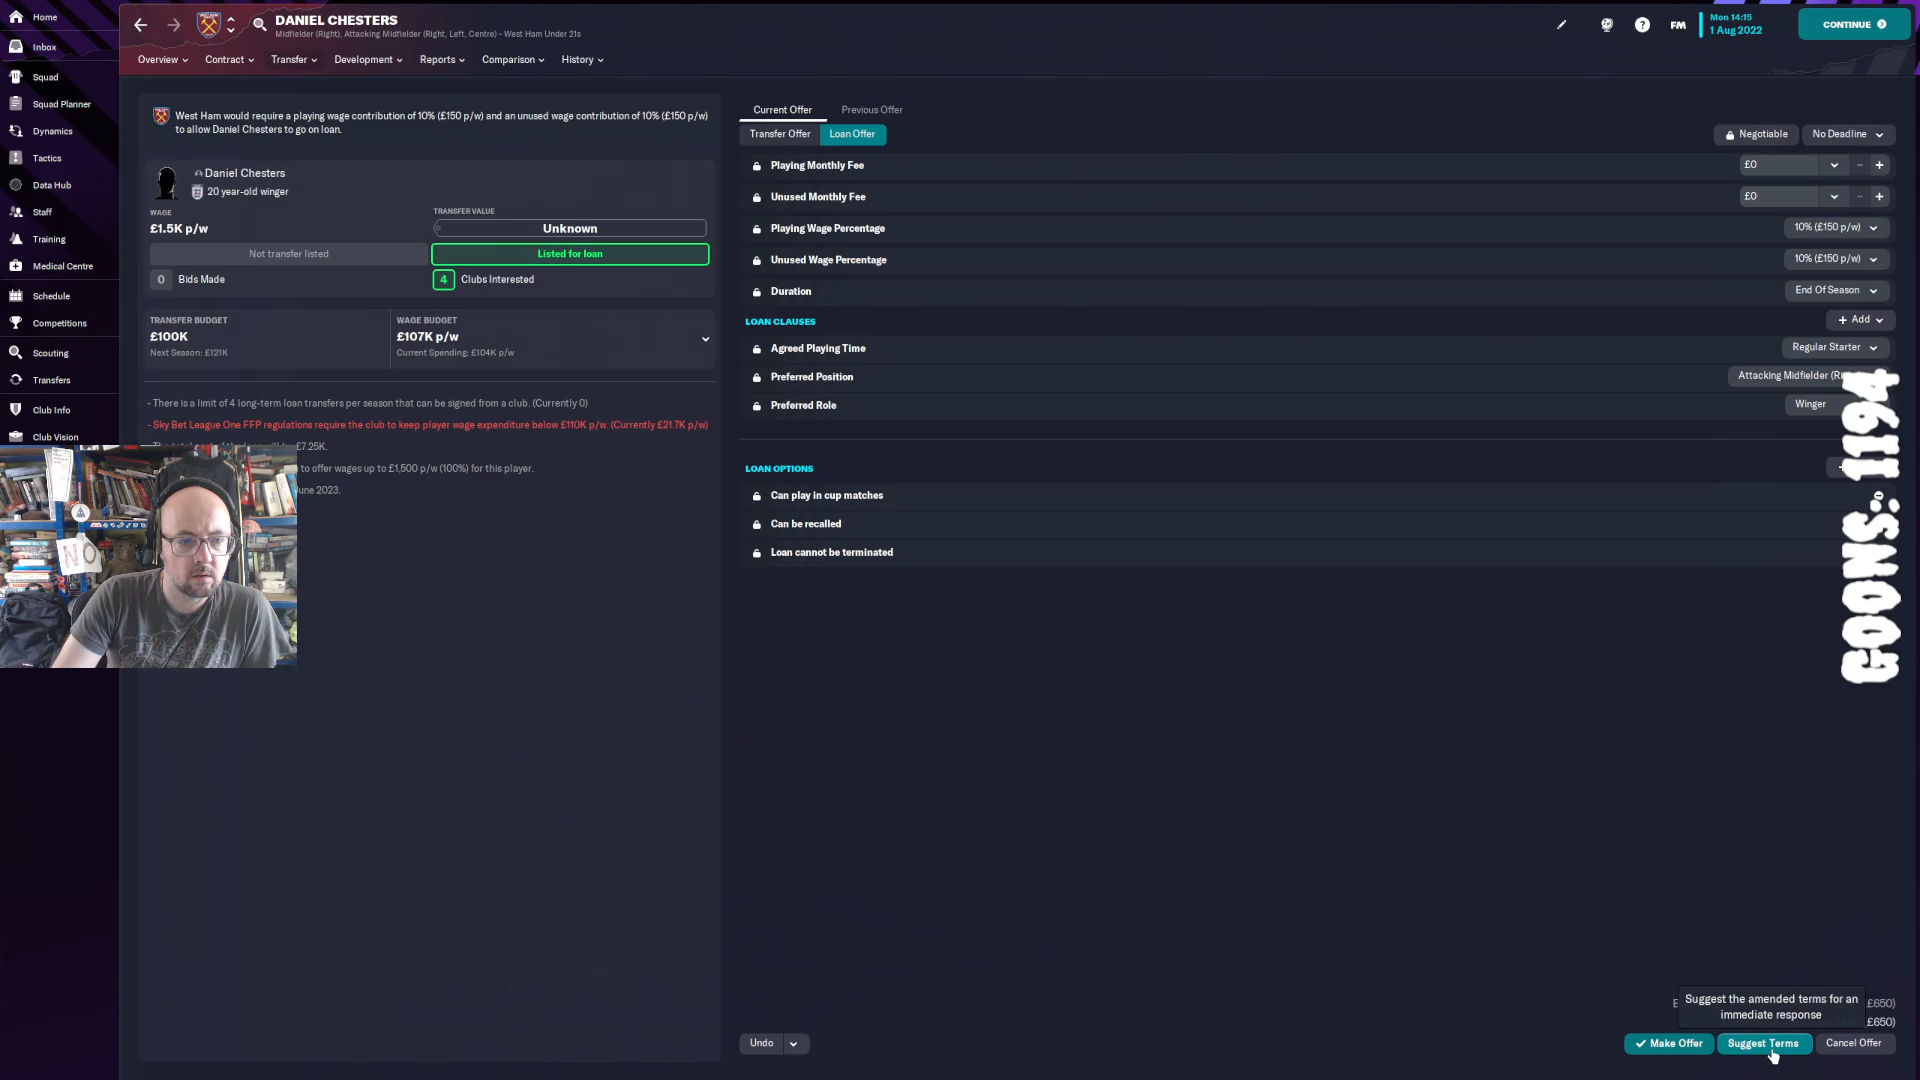 Home
Inbox
Squad
Squad Planner
Dynamics
Tactics
Data Hub
Staff
Training
Medical Centre
Schedule
Competitions
Scouting
Transfers
Club Info
Club Vision
DANIEL CHESTERS
Midfielder (Right), Attacking Midfielder (Right, Left, Centre) - West Ham Under 21s
FM
Mon 14:15
1 Aug 2022
CONTINUE
Overview
Contract
Transfer
Development
Reports
Comparison
History
West Ham would require a playing wage contribution of 10% (£150 p/w) and an unused wage contribution of 10% (£150 p/w)
to allow Daniel Chesters to go on loan.
Daniel Chesters
20 year-old winger
WAGE
£1.5K p/w
TRANSFER VALUE
Unknown
Not transfer listed
Listed for loan
0 Bids Made
4 Clubs Interested
TRANSFER BUDGET
£100K
Next Season: £121K
WAGE BUDGET
£107K p/w
Current Spending: £104K p/w
- There is a limit of 4 long-term loan transfers per season that can be signed from a club. (Currently 0)
- Sky Bet League One FFP regulations require the club to keep player wage expenditure below £110K p/w. (Currently £21.7K p/w)
£7.25K.
to offer wages up to £1,500 p/w (100%) for this player.
June 2023.
NO
Current Offer
Previous Offer
Transfer Offer
Loan Offer
Negotiable
No Deadline
Playing Monthly Fee £0
Unused Monthly Fee £0
Playing Wage Percentage 10% (£150 p/w)
Unused Wage Percentage 10% (£150 p/w)
Duration End Of Season
LOAN CLAUSES
+ Add
Agreed Playing Time Regular Starter
Preferred Position Attacking Midfielder (Ri
Preferred Role Winger
LOAN OPTIONS
Can play in cup matches
Can be recalled
Loan cannot be terminated
GOONS: 1194
Suggest the amended terms for an
immediate response
£650)
£650)
Undo
Make Offer
Suggest Terms
Cancel Offer